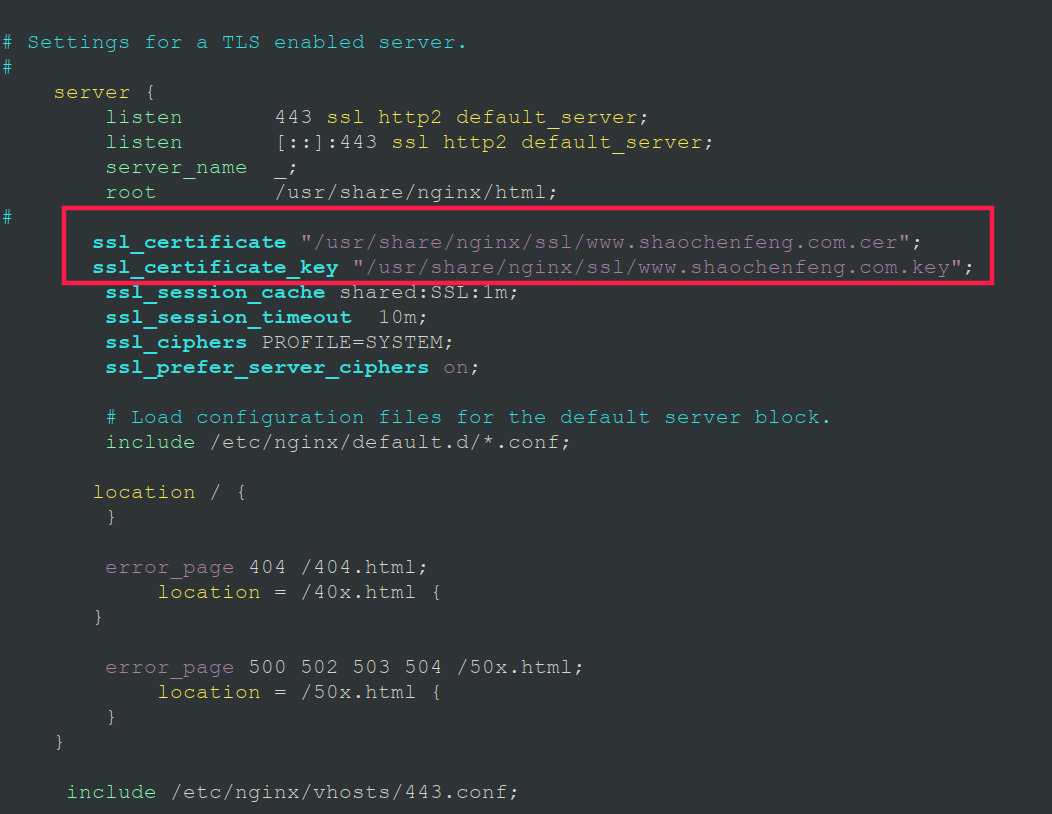 # Settings for a TLS enabled server.
#
    server {
        listen       443 ssl http2 default_server;
        listen       [::]:443 ssl http2 default_server;
        server_name  _;
        root         /usr/share/nginx/html;
#
       ssl_certificate "/usr/share/nginx/ssl/www.shaochenfeng.com.cer";
       ssl_certificate_key "/usr/share/nginx/ssl/www.shaochenfeng.com.key";
        ssl_session_cache shared:SSL:1m;
        ssl_session_timeout  10m;
        ssl_ciphers PROFILE=SYSTEM;
        ssl_prefer_server_ciphers on;

        # Load configuration files for the default server block.
        include /etc/nginx/default.d/*.conf;

       location / {
        }

        error_page 404 /404.html;
            location = /40x.html {
       }

        error_page 500 502 503 504 /50x.html;
            location = /50x.html {
        }
    }

     include /etc/nginx/vhosts/443.conf;